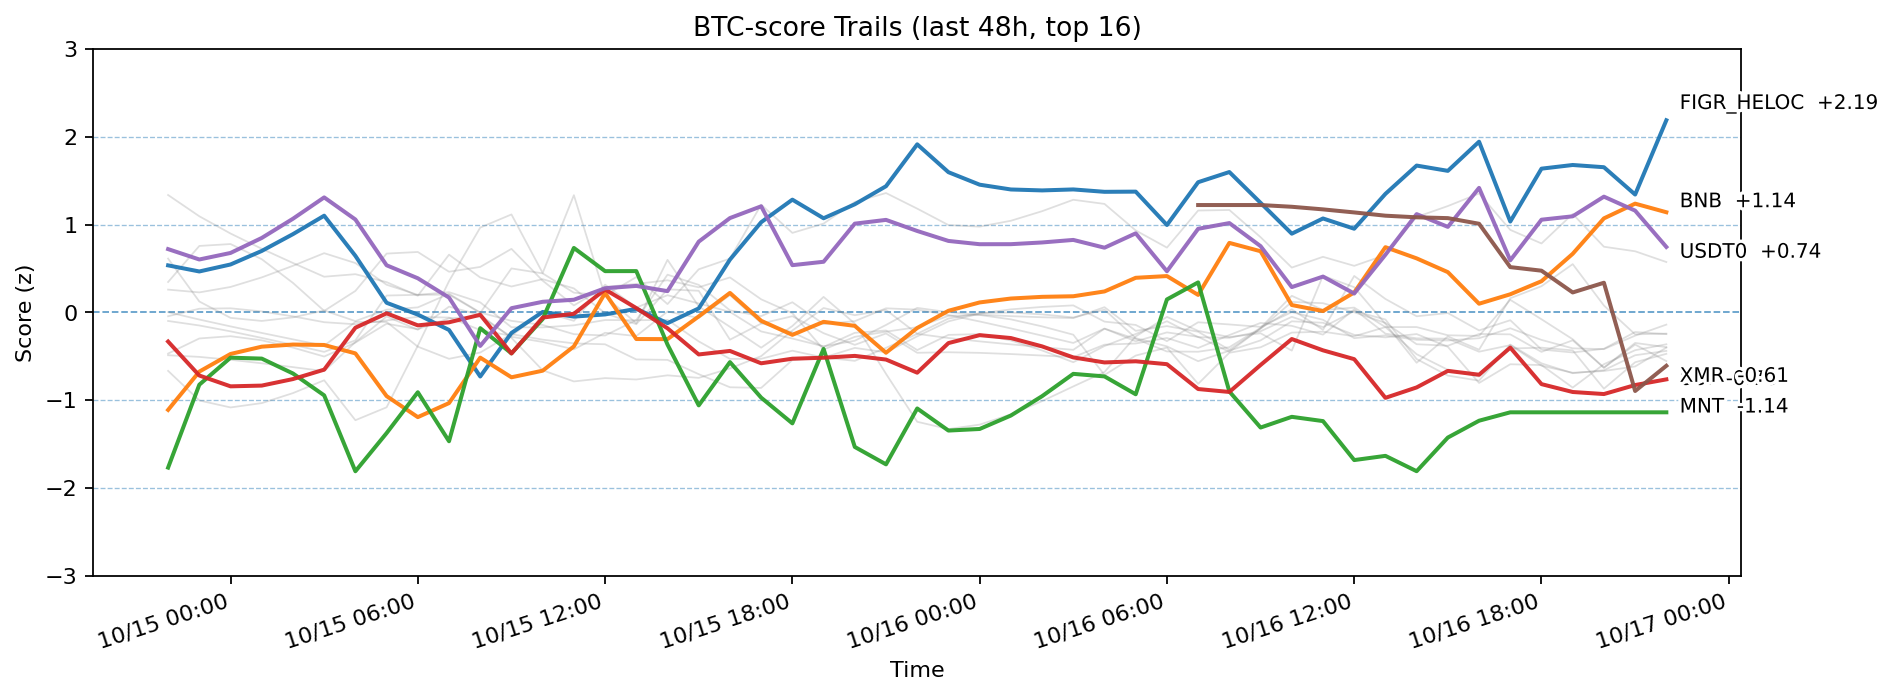 BTC-score Trails (last 48h, top 16)
Score (z)
3
2
1
0
−1
−2
−3
FIGR_HELOC +2.19
BNB +1.14
USDT0 +0.74
XMR -0.61
MNT -1.14
10/15 00:00
10/15 06:00
10/15 12:00
10/15 18:00
10/16 00:00
10/16 06:00
10/16 12:00
10/16 18:00
10/17 00:00
Time